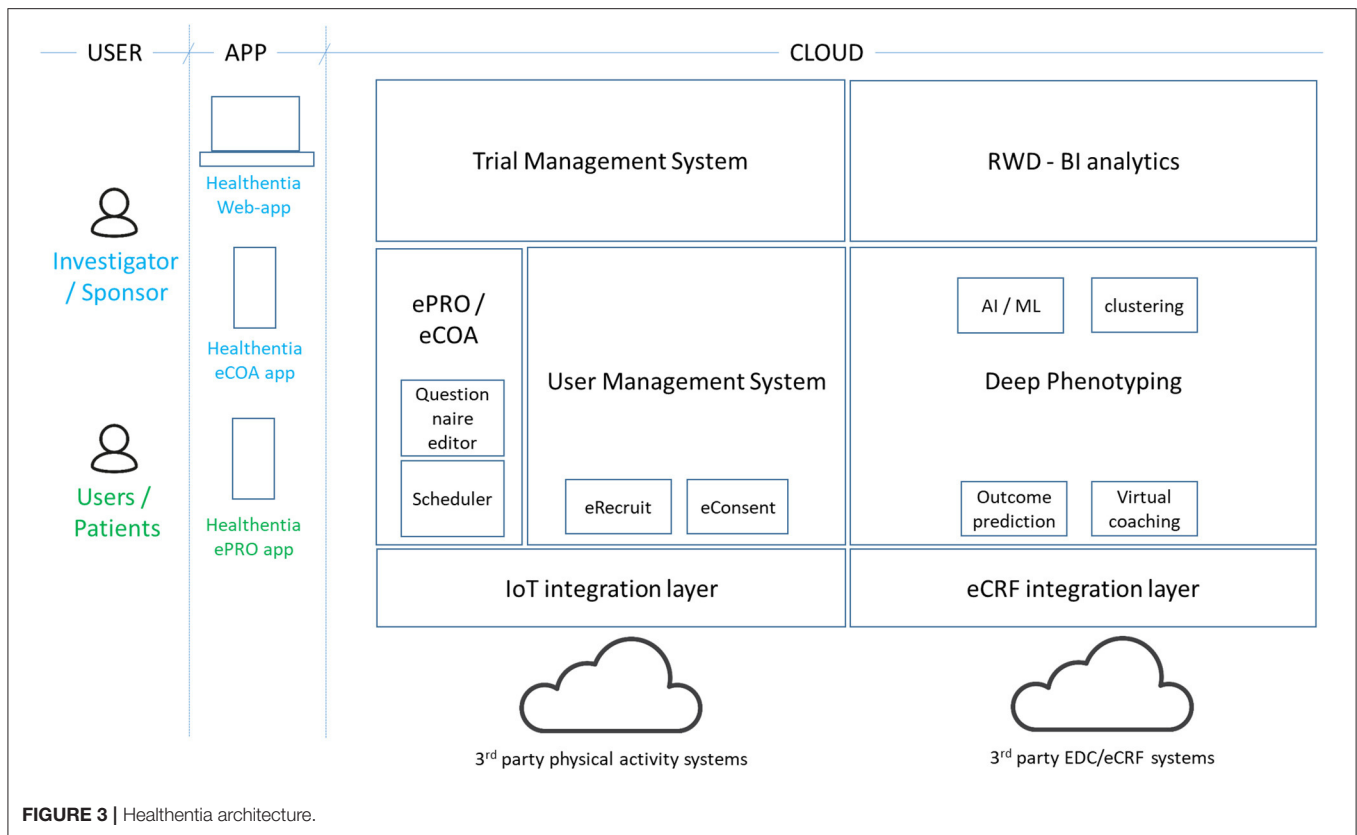 USER
APP
CLOUD
Healthentia
Web-app
Investigator
/ Sponsor
Healthentia
eCOA app
Users /
Patients
Healthentia
ePRO app
Trial Management System
RWD - BI analytics
ePRO /
eCOA
Question
naire
editor
Scheduler
User Management System
eRecruit
eConsent
AI / ML
clustering
Deep Phenotyping
Outcome
prediction
Virtual
coaching
IoT integration layer
eCRF integration layer
3rd party physical activity systems
3rd party EDC/eCRF systems
FIGURE 3 | Healthentia architecture.